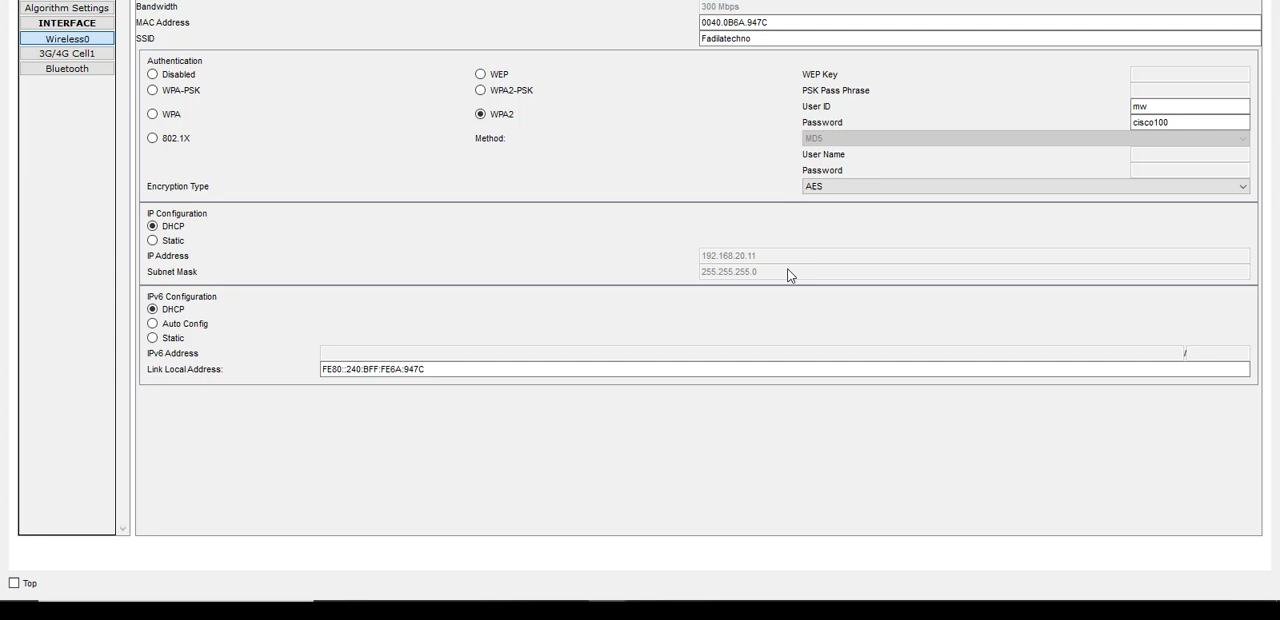 Algorithm Settings
INTERFACE
Wireless0
3G/4G Cell1
Bluetooth
Bandwidth 300 Mbps
MAC Address 0040.0B6A.947C
SSID Fadilatechno
Authentication
Disabled WEP WEP Key
WPA-PSK WPA2-PSK PSK Pass Phrase
User ID mw
WPA WPA2
Password cisco100
802.1X Method: MD5
User Name
Password
Encryption Type AES
IP Configuration
DHCP
Static
IP Address 192.168.20.11
Subnet Mask 255.255.255.0
IPv6 Configuration
DHCP
Auto Config
Static
IPv6 Address /
Link Local Address: FE80::240:BFF:FE6A:947C
Top